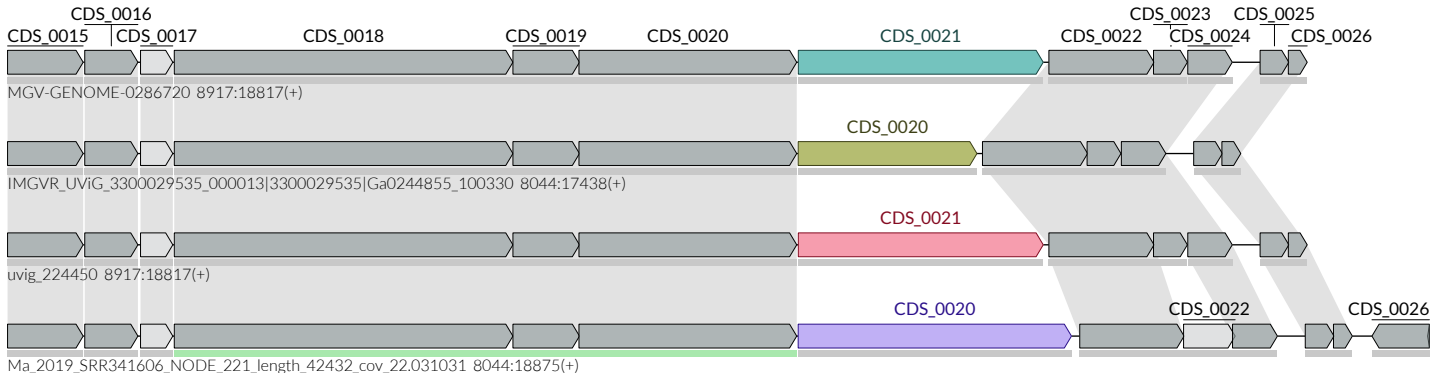 CDS_0016 CDS_0023 CDS_0025
CDS_0015 CDS_0017 CDS_0018 CDS_0019 CDS_0020 CDS_0021 CDS_0022 CDS_0024 CDS_0026
MGV-GENOME-0286720 8917:18817(+)
CDS_0020
IMGVR_UViG_3300029535_000013|3300029535|Ga0244855_100330 8044:17438(+)
CDS_0021
uvig_224450 8917:18817(+)
CDS_0020 CDS_0022 CDS_0026
Ma_2019_SRR341606_NODE_221_length_42432_cov_22.031031 8044:18875(+)